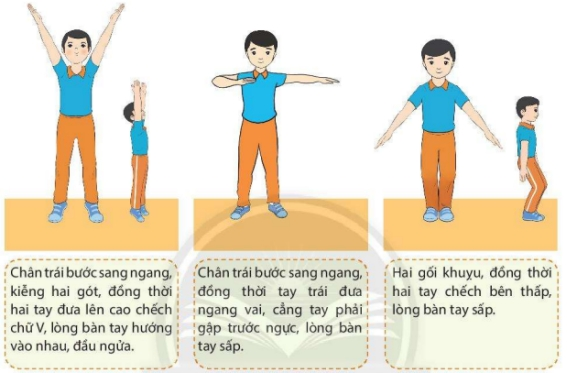 Chân trái bước sang ngang,
kiễng hai gót, đồng thời
hai tay đưa lên cao chếch
chữ V, lòng bàn tay hướng
vào nhau, đầu ngửa.
Chân trái bước sang ngang,
đồng thời tay trái đưa
ngang vai, cẳng tay phải
gập trước ngực, lòng bàn
tay sấp.
Hai gối khuỵu, đồng thời
hai tay chếch bên thấp,
lòng bàn tay sấp.